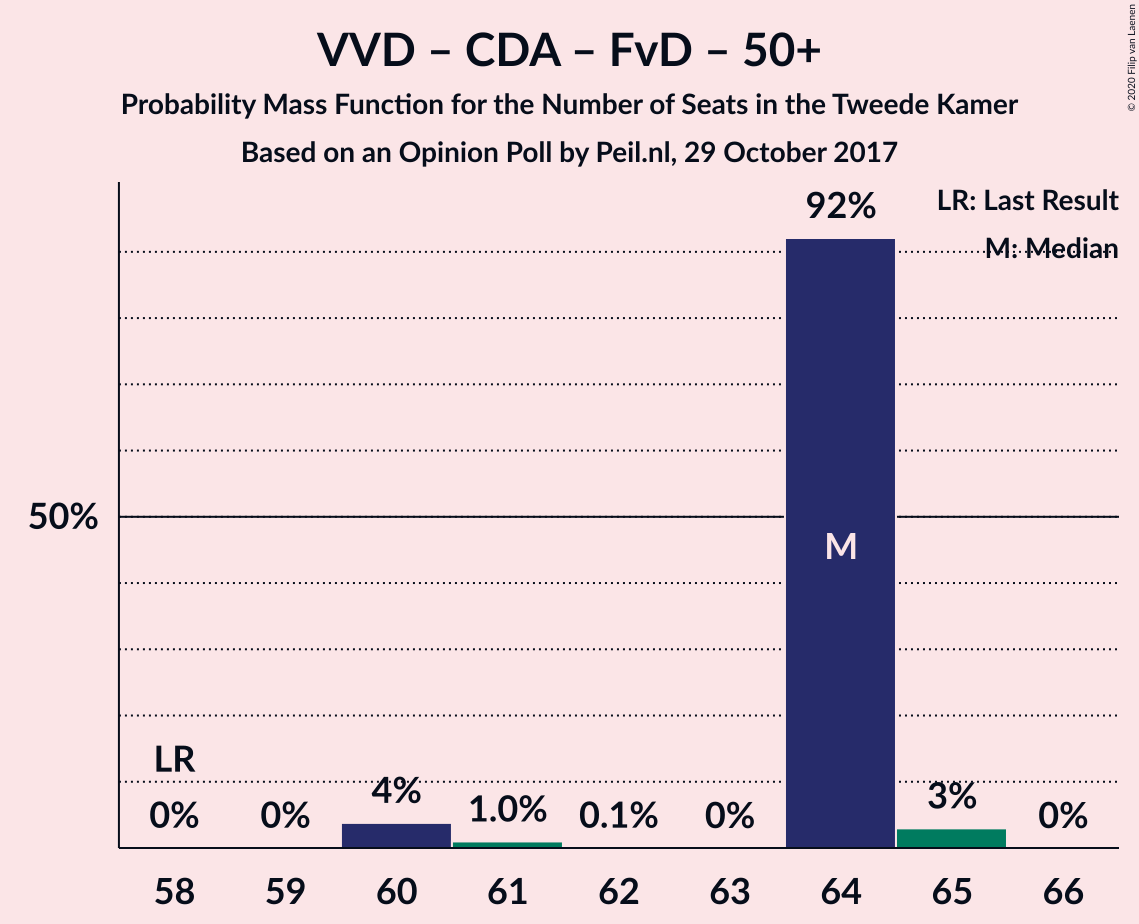 VVD – CDA – FvD – 50+
Probability Mass Function for the Number of Seats in the Tweede Kamer
Based on an Opinion Poll by Peil.nl, 29 October 2017
© 2020 Filip van Laenen
LR: Last Result
M: Median
92%
50%
M
LR
0% 0% 4% 1.0% 0.1% 0% 3% 0%
58 59 60 61 62 63 64 65 66